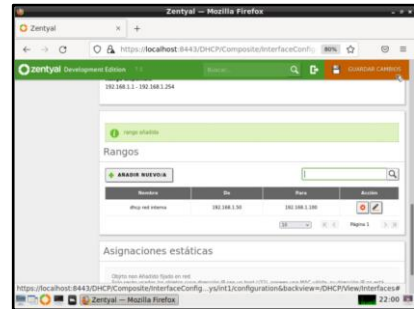 Zentyal — Mozilla Firefox
Zentyal
https://localhost:8443/DHCP/Composite/InterfaceConfig
80%
zentyal Development Edition
Buscar...
GUARDAR CAMBIOS
192.168.1.1 - 192.168.1.254
rango añadido
Rangos
AÑADIR NUEVO/A
Nombre De Para Acción
dhcp red interna 192.168.1.50 192.168.1.100
10 Página 1
Asignaciones estáticas
https://localhost:8443/DHCP/Composite/InterfaceConfig...ys/int1/configuration&backview=/DHCP/View/Interfaces#
Zentyal — Mozilla Firefox
22:00